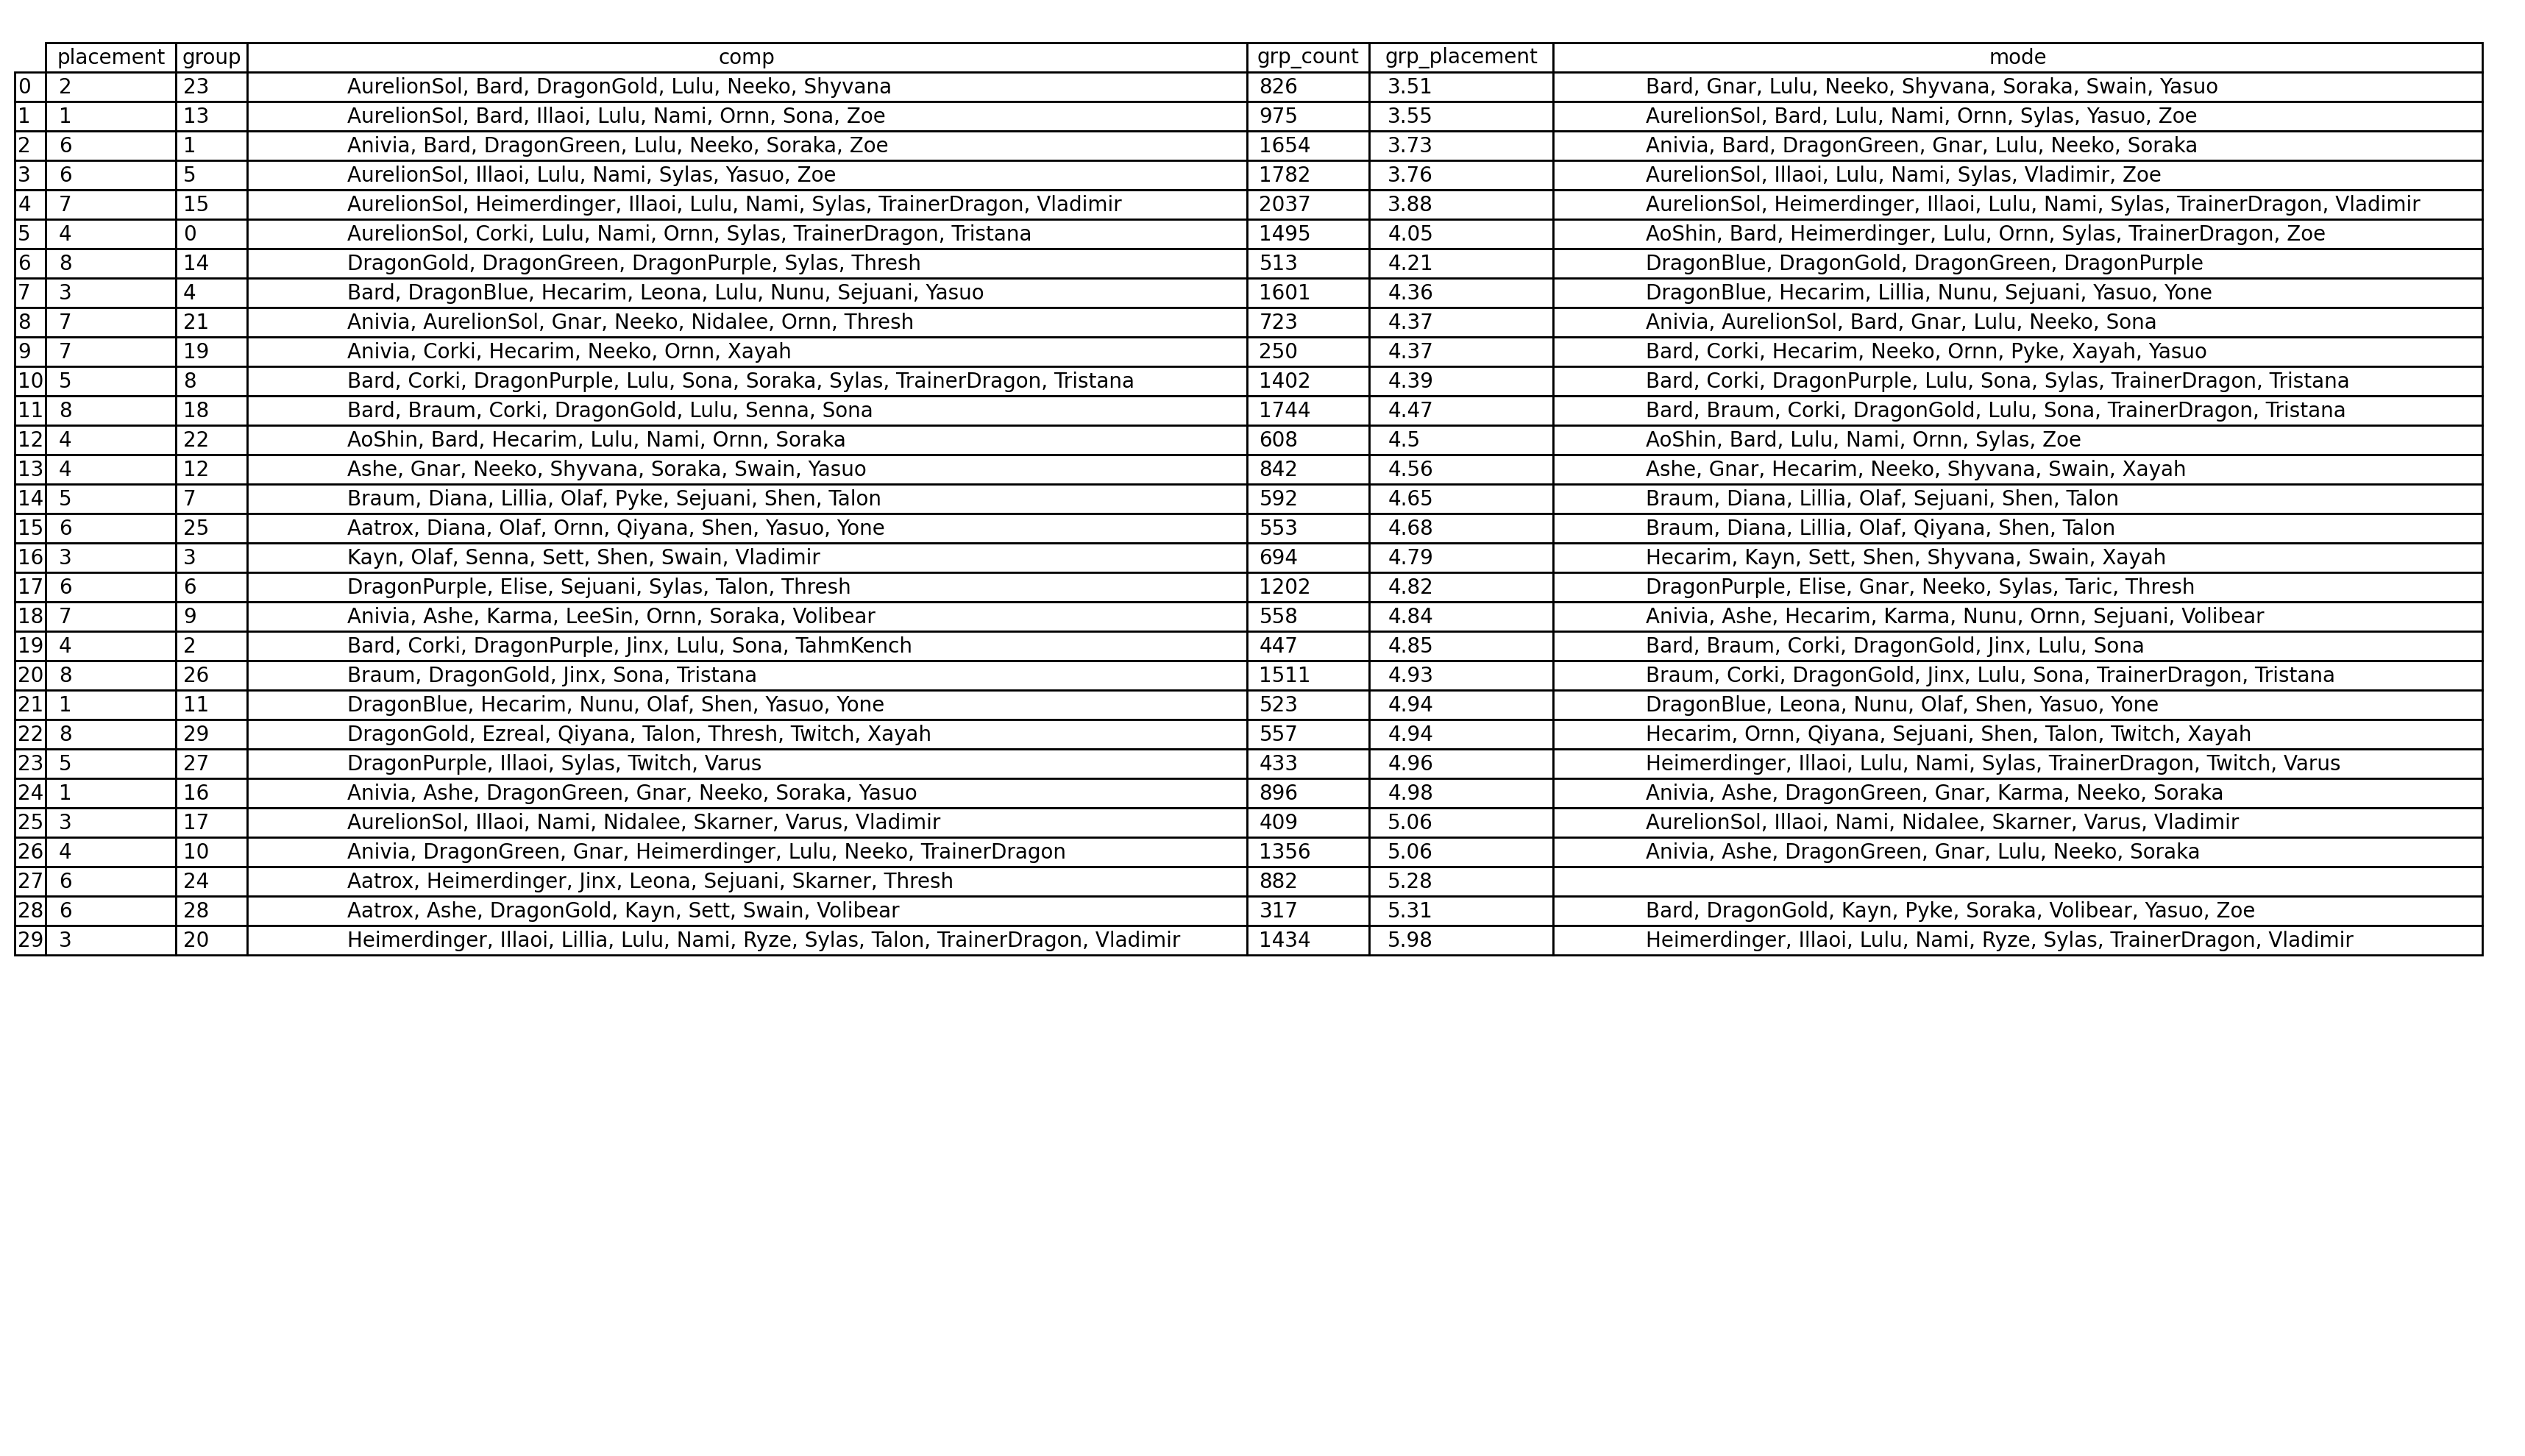 placement group comp grp_count grp_placement mode
0 2 23 AurelionSol, Bard, DragonGold, Lulu, Neeko, Shyvana 826 3.51 Bard, Gnar, Lulu, Neeko, Shyvana, Soraka, Swain, Yasuo
1 1 13 AurelionSol, Bard, Illaoi, Lulu, Nami, Ornn, Sona, Zoe 975 3.55 AurelionSol, Bard, Lulu, Nami, Ornn, Sylas, Yasuo, Zoe
2 6 1 Anivia, Bard, DragonGreen, Lulu, Neeko, Soraka, Zoe 1654 3.73 Anivia, Bard, DragonGreen, Gnar, Lulu, Neeko, Soraka
3 6 5 AurelionSol, Illaoi, Lulu, Nami, Sylas, Yasuo, Zoe 1782 3.76 AurelionSol, Illaoi, Lulu, Nami, Sylas, Vladimir, Zoe
4 7 15 AurelionSol, Heimerdinger, Illaoi, Lulu, Nami, Sylas, TrainerDragon, Vladimir 2037 3.88 AurelionSol, Heimerdinger, Illaoi, Lulu, Nami, Sylas, TrainerDragon, Vladimir
5 4 0 AurelionSol, Corki, Lulu, Nami, Ornn, Sylas, TrainerDragon, Tristana 1495 4.05 AoShin, Bard, Heimerdinger, Lulu, Ornn, Sylas, TrainerDragon, Zoe
6 8 14 DragonGold, DragonGreen, DragonPurple, Sylas, Thresh 513 4.21 DragonBlue, DragonGold, DragonGreen, DragonPurple
7 3 4 Bard, DragonBlue, Hecarim, Leona, Lulu, Nunu, Sejuani, Yasuo 1601 4.36 DragonBlue, Hecarim, Lillia, Nunu, Sejuani, Yasuo, Yone
8 7 21 Anivia, AurelionSol, Gnar, Neeko, Nidalee, Ornn, Thresh 723 4.37 Anivia, AurelionSol, Bard, Gnar, Lulu, Neeko, Sona
9 7 19 Anivia, Corki, Hecarim, Neeko, Ornn, Xayah 250 4.37 Bard, Corki, Hecarim, Neeko, Ornn, Pyke, Xayah, Yasuo
10 5 8 Bard, Corki, DragonPurple, Lulu, Sona, Soraka, Sylas, TrainerDragon, Tristana 1402 4.39 Bard, Corki, DragonPurple, Lulu, Sona, Sylas, TrainerDragon, Tristana
11 8 18 Bard, Braum, Corki, DragonGold, Lulu, Senna, Sona 1744 4.47 Bard, Braum, Corki, DragonGold, Lulu, Sona, TrainerDragon, Tristana
12 4 22 AoShin, Bard, Hecarim, Lulu, Nami, Ornn, Soraka 608 4.5 AoShin, Bard, Lulu, Nami, Ornn, Sylas, Zoe
13 4 12 Ashe, Gnar, Neeko, Shyvana, Soraka, Swain, Yasuo 842 4.56 Ashe, Gnar, Hecarim, Neeko, Shyvana, Swain, Xayah
14 5 7 Braum, Diana, Lillia, Olaf, Pyke, Sejuani, Shen, Talon 592 4.65 Braum, Diana, Lillia, Olaf, Sejuani, Shen, Talon
15 6 25 Aatrox, Diana, Olaf, Ornn, Qiyana, Shen, Yasuo, Yone 553 4.68 Braum, Diana, Lillia, Olaf, Qiyana, Shen, Talon
16 3 3 Kayn, Olaf, Senna, Sett, Shen, Swain, Vladimir 694 4.79 Hecarim, Kayn, Sett, Shen, Shyvana, Swain, Xayah
17 6 6 DragonPurple, Elise, Sejuani, Sylas, Talon, Thresh 1202 4.82 DragonPurple, Elise, Gnar, Neeko, Sylas, Taric, Thresh
18 7 9 Anivia, Ashe, Karma, LeeSin, Ornn, Soraka, Volibear 558 4.84 Anivia, Ashe, Hecarim, Karma, Nunu, Ornn, Sejuani, Volibear
19 4 2 Bard, Corki, DragonPurple, Jinx, Lulu, Sona, TahmKench 447 4.85 Bard, Braum, Corki, DragonGold, Jinx, Lulu, Sona
20 8 26 Braum, DragonGold, Jinx, Sona, Tristana 1511 4.93 Braum, Corki, DragonGold, Jinx, Lulu, Sona, TrainerDragon, Tristana
21 1 11 DragonBlue, Hecarim, Nunu, Olaf, Shen, Yasuo, Yone 523 4.94 DragonBlue, Leona, Nunu, Olaf, Shen, Yasuo, Yone
22 8 29 DragonGold, Ezreal, Qiyana, Talon, Thresh, Twitch, Xayah 557 4.94 Hecarim, Ornn, Qiyana, Sejuani, Shen, Talon, Twitch, Xayah
23 5 27 DragonPurple, Illaoi, Sylas, Twitch, Varus 433 4.96 Heimerdinger, Illaoi, Lulu, Nami, Sylas, TrainerDragon, Twitch, Varus
24 1 16 Anivia, Ashe, DragonGreen, Gnar, Neeko, Soraka, Yasuo 896 4.98 Anivia, Ashe, DragonGreen, Gnar, Karma, Neeko, Soraka
25 3 17 AurelionSol, Illaoi, Nami, Nidalee, Skarner, Varus, Vladimir 409 5.06 AurelionSol, Illaoi, Nami, Nidalee, Skarner, Varus, Vladimir
26 4 10 Anivia, DragonGreen, Gnar, Heimerdinger, Lulu, Neeko, TrainerDragon 1356 5.06 Anivia, Ashe, DragonGreen, Gnar, Lulu, Neeko, Soraka
27 6 24 Aatrox, Heimerdinger, Jinx, Leona, Sejuani, Skarner, Thresh 882 5.28
28 6 28 Aatrox, Ashe, DragonGold, Kayn, Sett, Swain, Volibear 317 5.31 Bard, DragonGold, Kayn, Pyke, Soraka, Volibear, Yasuo, Zoe
29 3 20 Heimerdinger, Illaoi, Lillia, Lulu, Nami, Ryze, Sylas, Talon, TrainerDragon, Vladimir 1434 5.98 Heimerdinger, Illaoi, Lulu, Nami, Ryze, Sylas, TrainerDragon, Vladimir